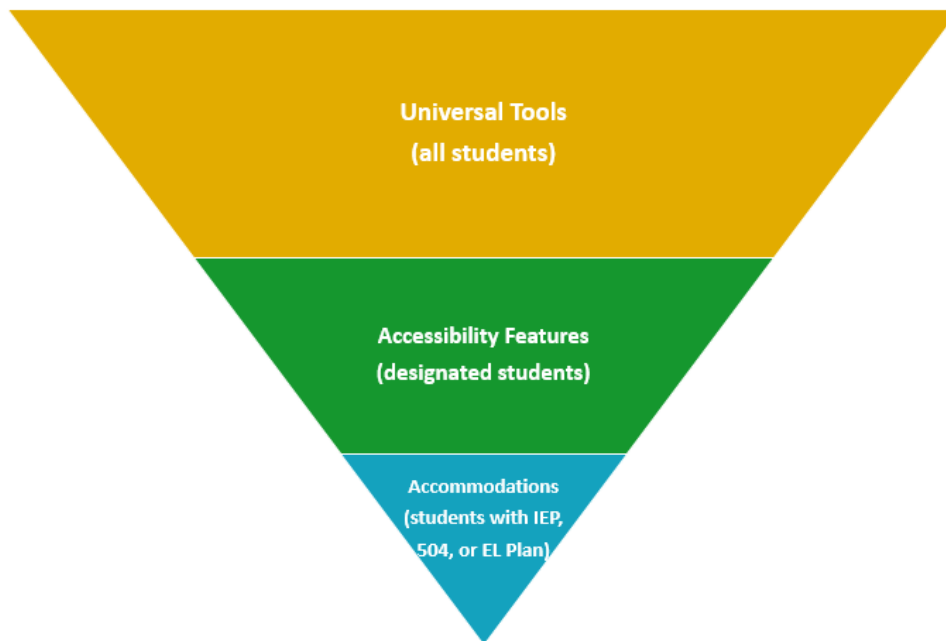 Universal Tools
(all students)
Accessibility Features
(designated students)
Accommodations
(students with IEP,
504, or EL Plan)